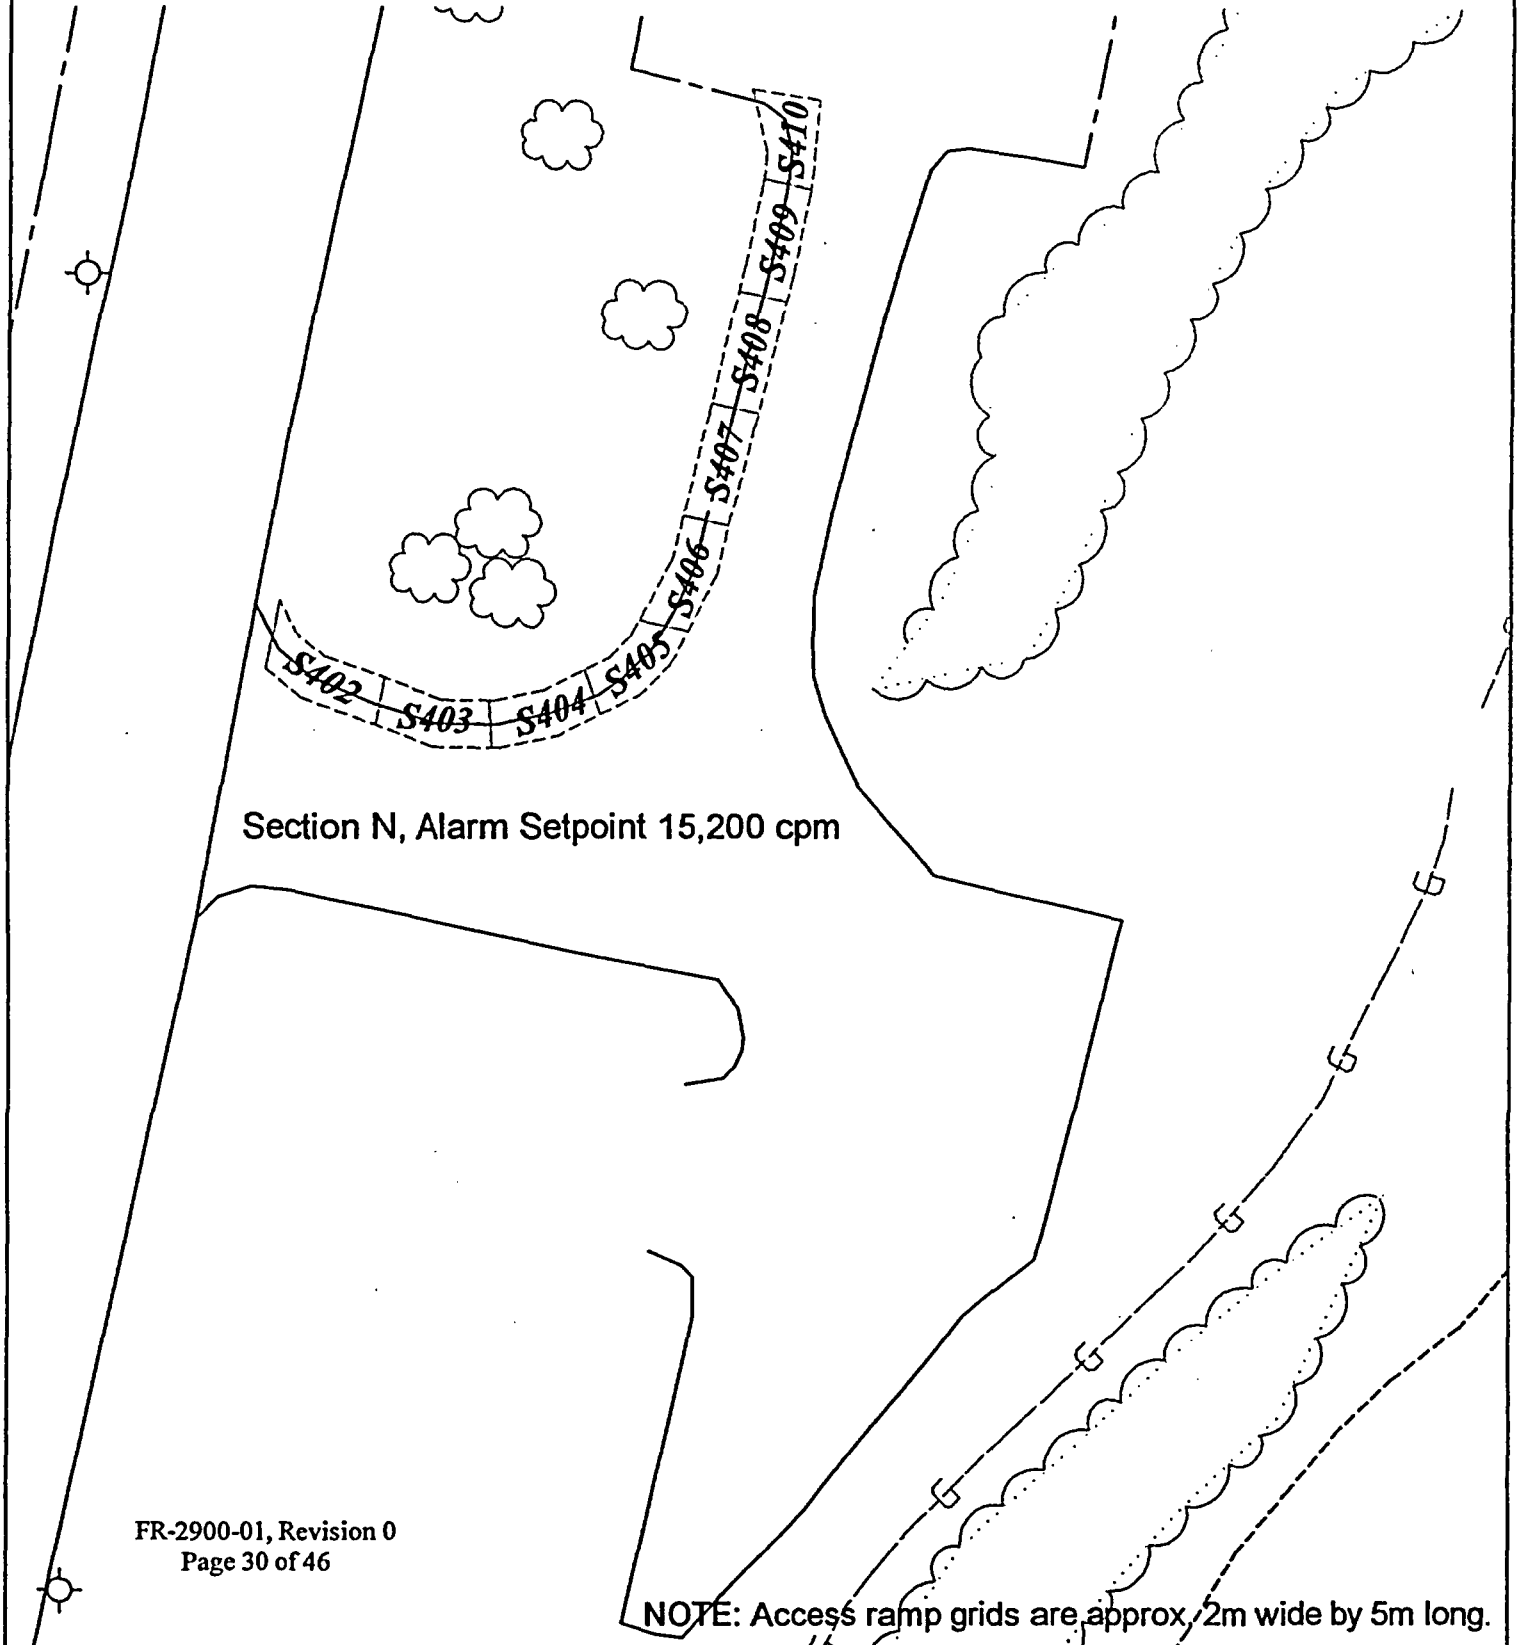 S410
S409
S408
S407
S406
S405
S404
S403
S402
Section N, Alarm Setpoint 15,200 cpm
G
G
G
G
G
FR-2900-01, Revision 0
Page 30 of 46
NOTE: Access ramp grids are approx, 2m wide by 5m long.